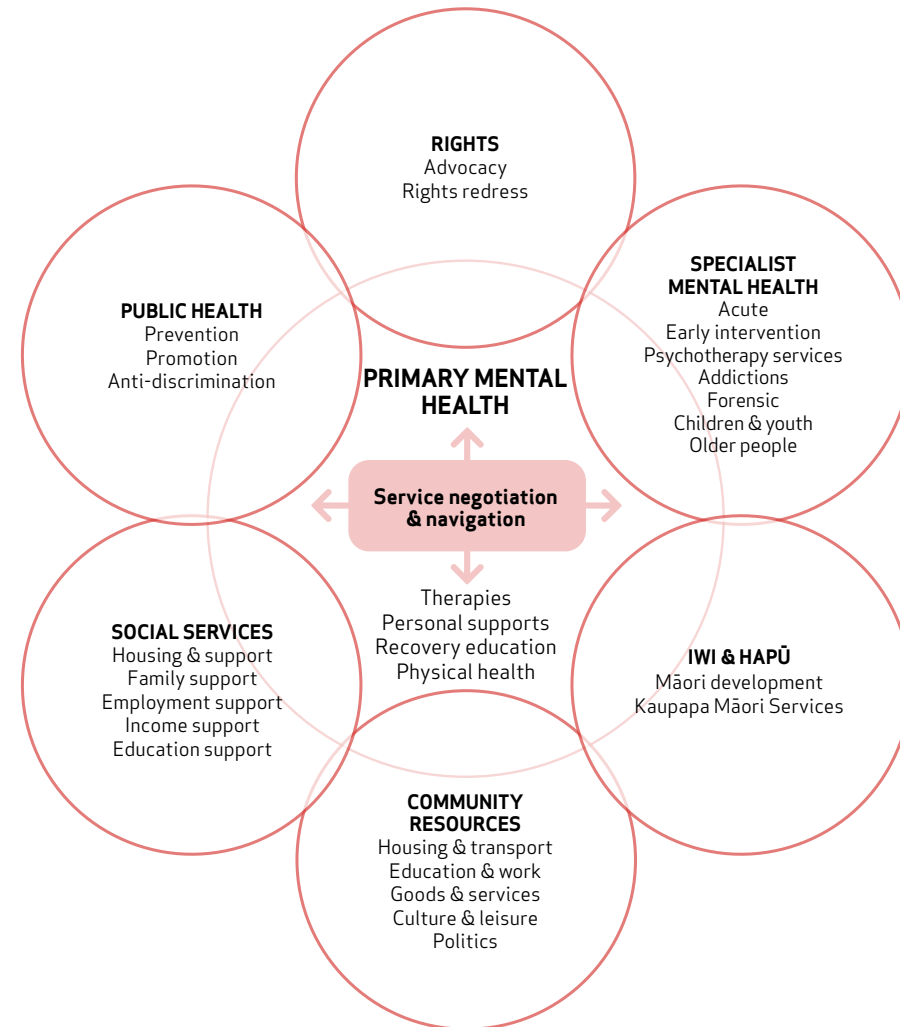 RIGHTS
Advocacy
Rights redress
PUBLIC HEALTH
Prevention
Promotion
Anti-discrimination
SPECIALIST
MENTAL HEALTH
Acute
Early intervention
Psychotherapy services
Addictions
Forensic
Children & youth
Older people
PRIMARY MENTAL
HEALTH
Service negotiation
& navigation
Therapies
Personal supports
Recovery education
Physical health
SOCIAL SERVICES
Housing & support
Family support
Employment support
Income support
Education support
IWI & HAPŪ
Māori development
Kaupapa Māori Services
COMMUNITY
RESOURCES
Housing & transport
Education & work
Goods & services
Culture & leisure
Politics